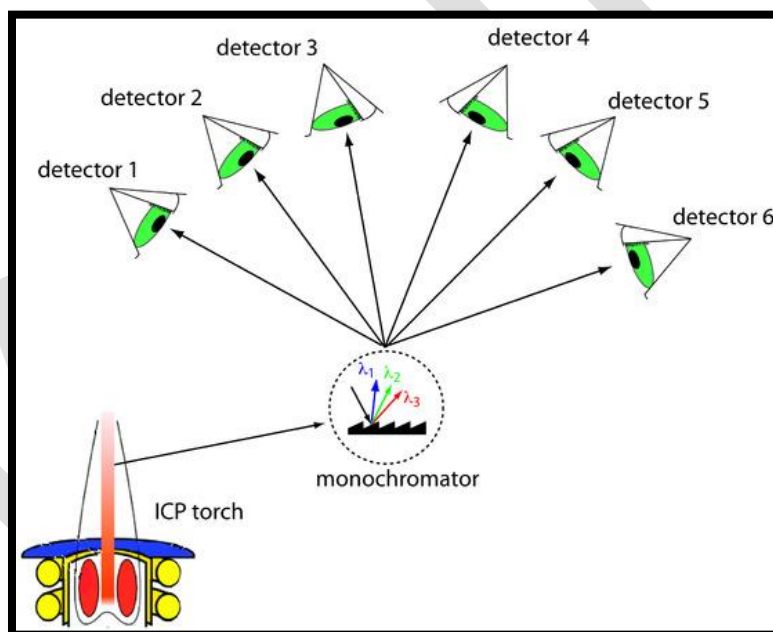 detector 1
detector 2
detector 3
detector 4
detector 5
detector 6
λ1
λ2
λ3
monochromator
ICP torch